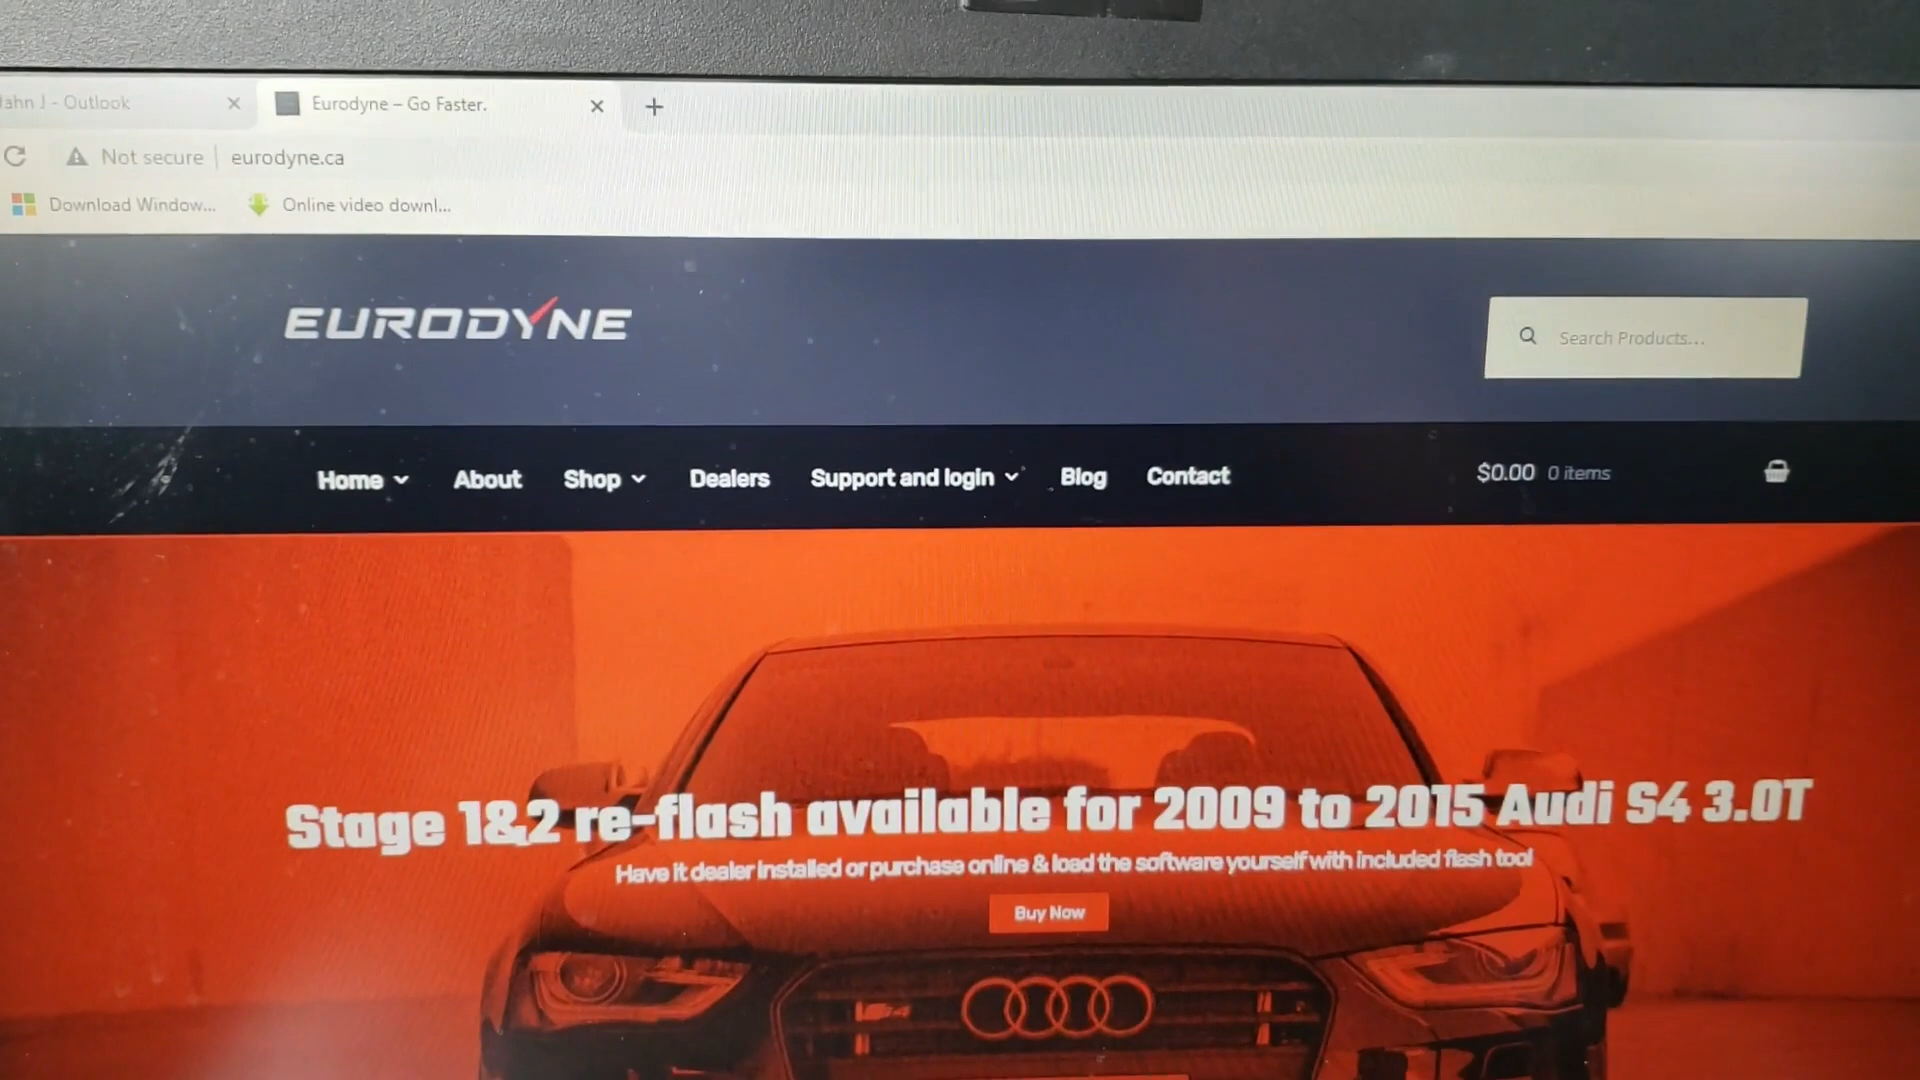 Jahn J - Outlook
Eurodyne – Go Faster.
Not secure
eurodyne.ca
Download Window...
Online video downl...
EURODYNE
Search Products...
Home
About
Shop
Dealers
Support and login
Blog
Contact
$0.00 0 items
Stage 1&2 re-flash available for 2009 to 2015 Audi S4 3.0T
Have it dealer installed or purchase online & load the software yourself with included flash tool
Buy Now
S4